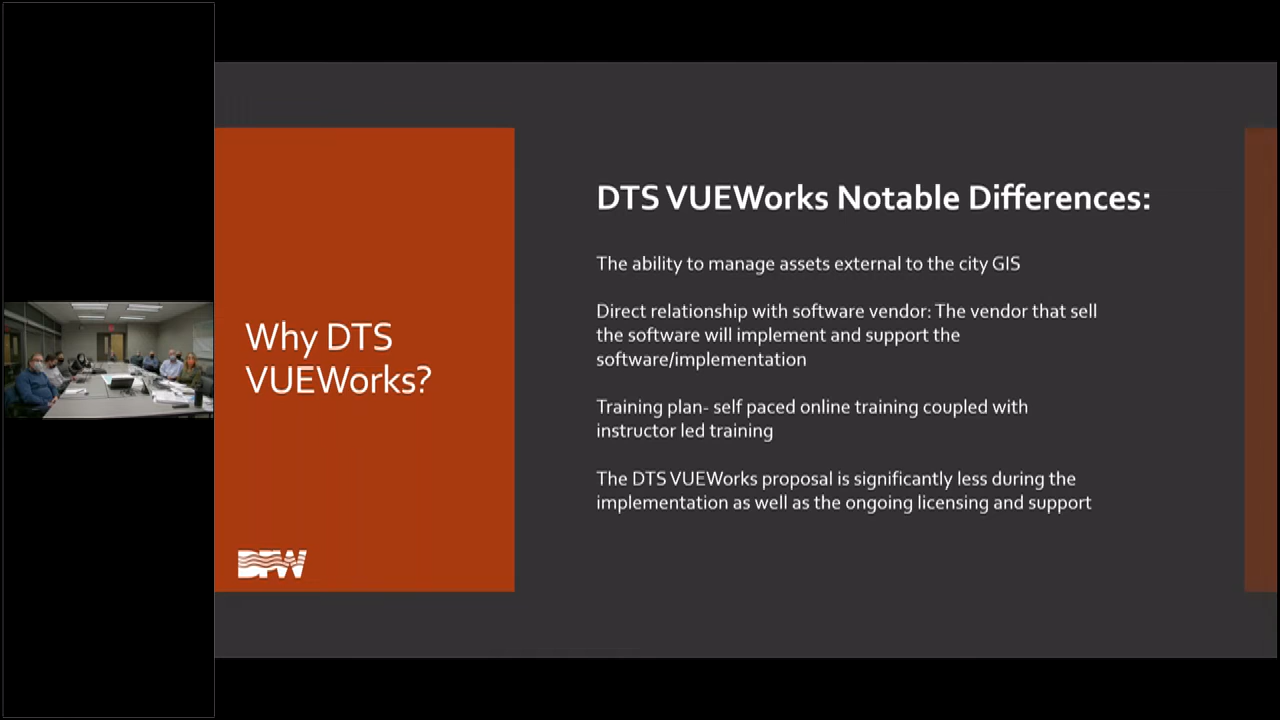 DTS VUEWorks Notable Differences:
The ability to manage assets external to the city GIS
Direct relationship with software vendor: The vendor that sell
the software will implement and support the
software/implementation
Training plan- self paced online training coupled with
instructor led training
The DTS VUEWorks proposal is significantly less during the
implementation as well as the ongoing licensing and support
Why DTS
VUEWorks?
DPW